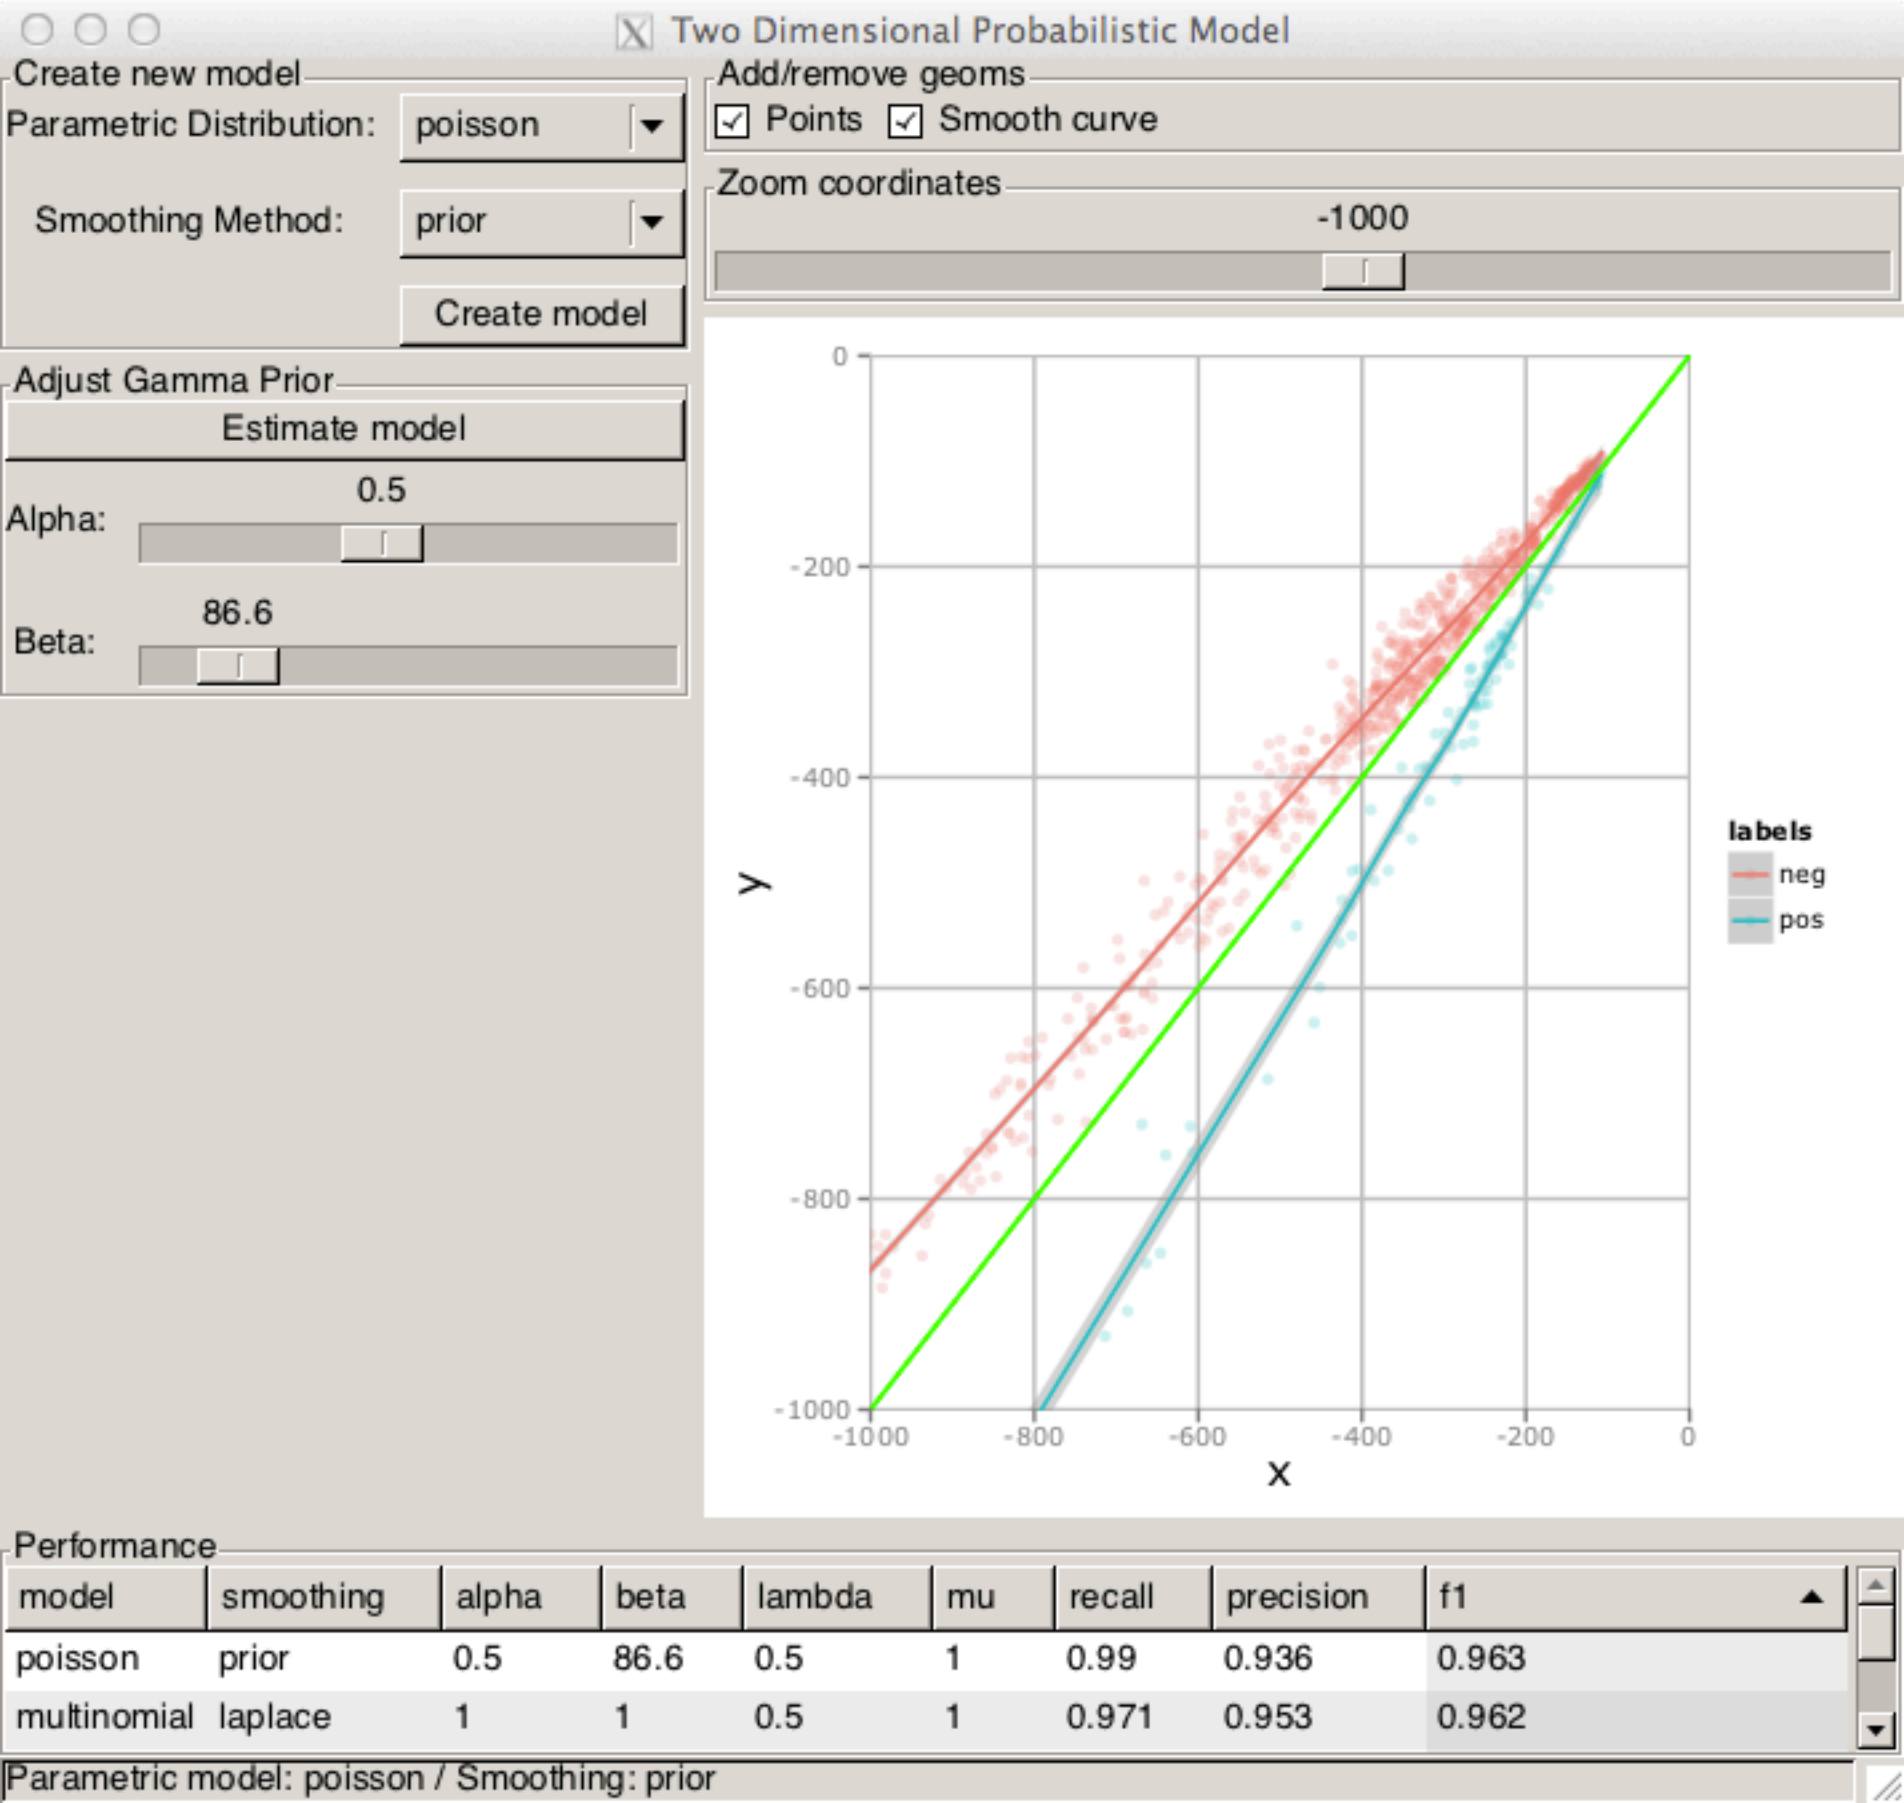 Two Dimensional Probabilistic Model
Create new model
Parametric Distribution: poisson
Smoothing Method: prior
Create model
Adjust Gamma Prior
Estimate model
0.5
Alpha:
86.6
Beta:
Add/remove geoms
Points Smooth curve
Zoom coordinates
-1000
0
-200
-400
-600
-800
-1000
y
-1000 -800 -600 -400 -200 0
x
labels
neg
pos
Performance
model smoothing alpha beta lambda mu recall precision f1
poisson prior 0.5 86.6 0.5 1 0.99 0.936 0.963
multinomial laplace 1 1 0.5 1 0.971 0.953 0.962
Parametric model: poisson / Smoothing: prior